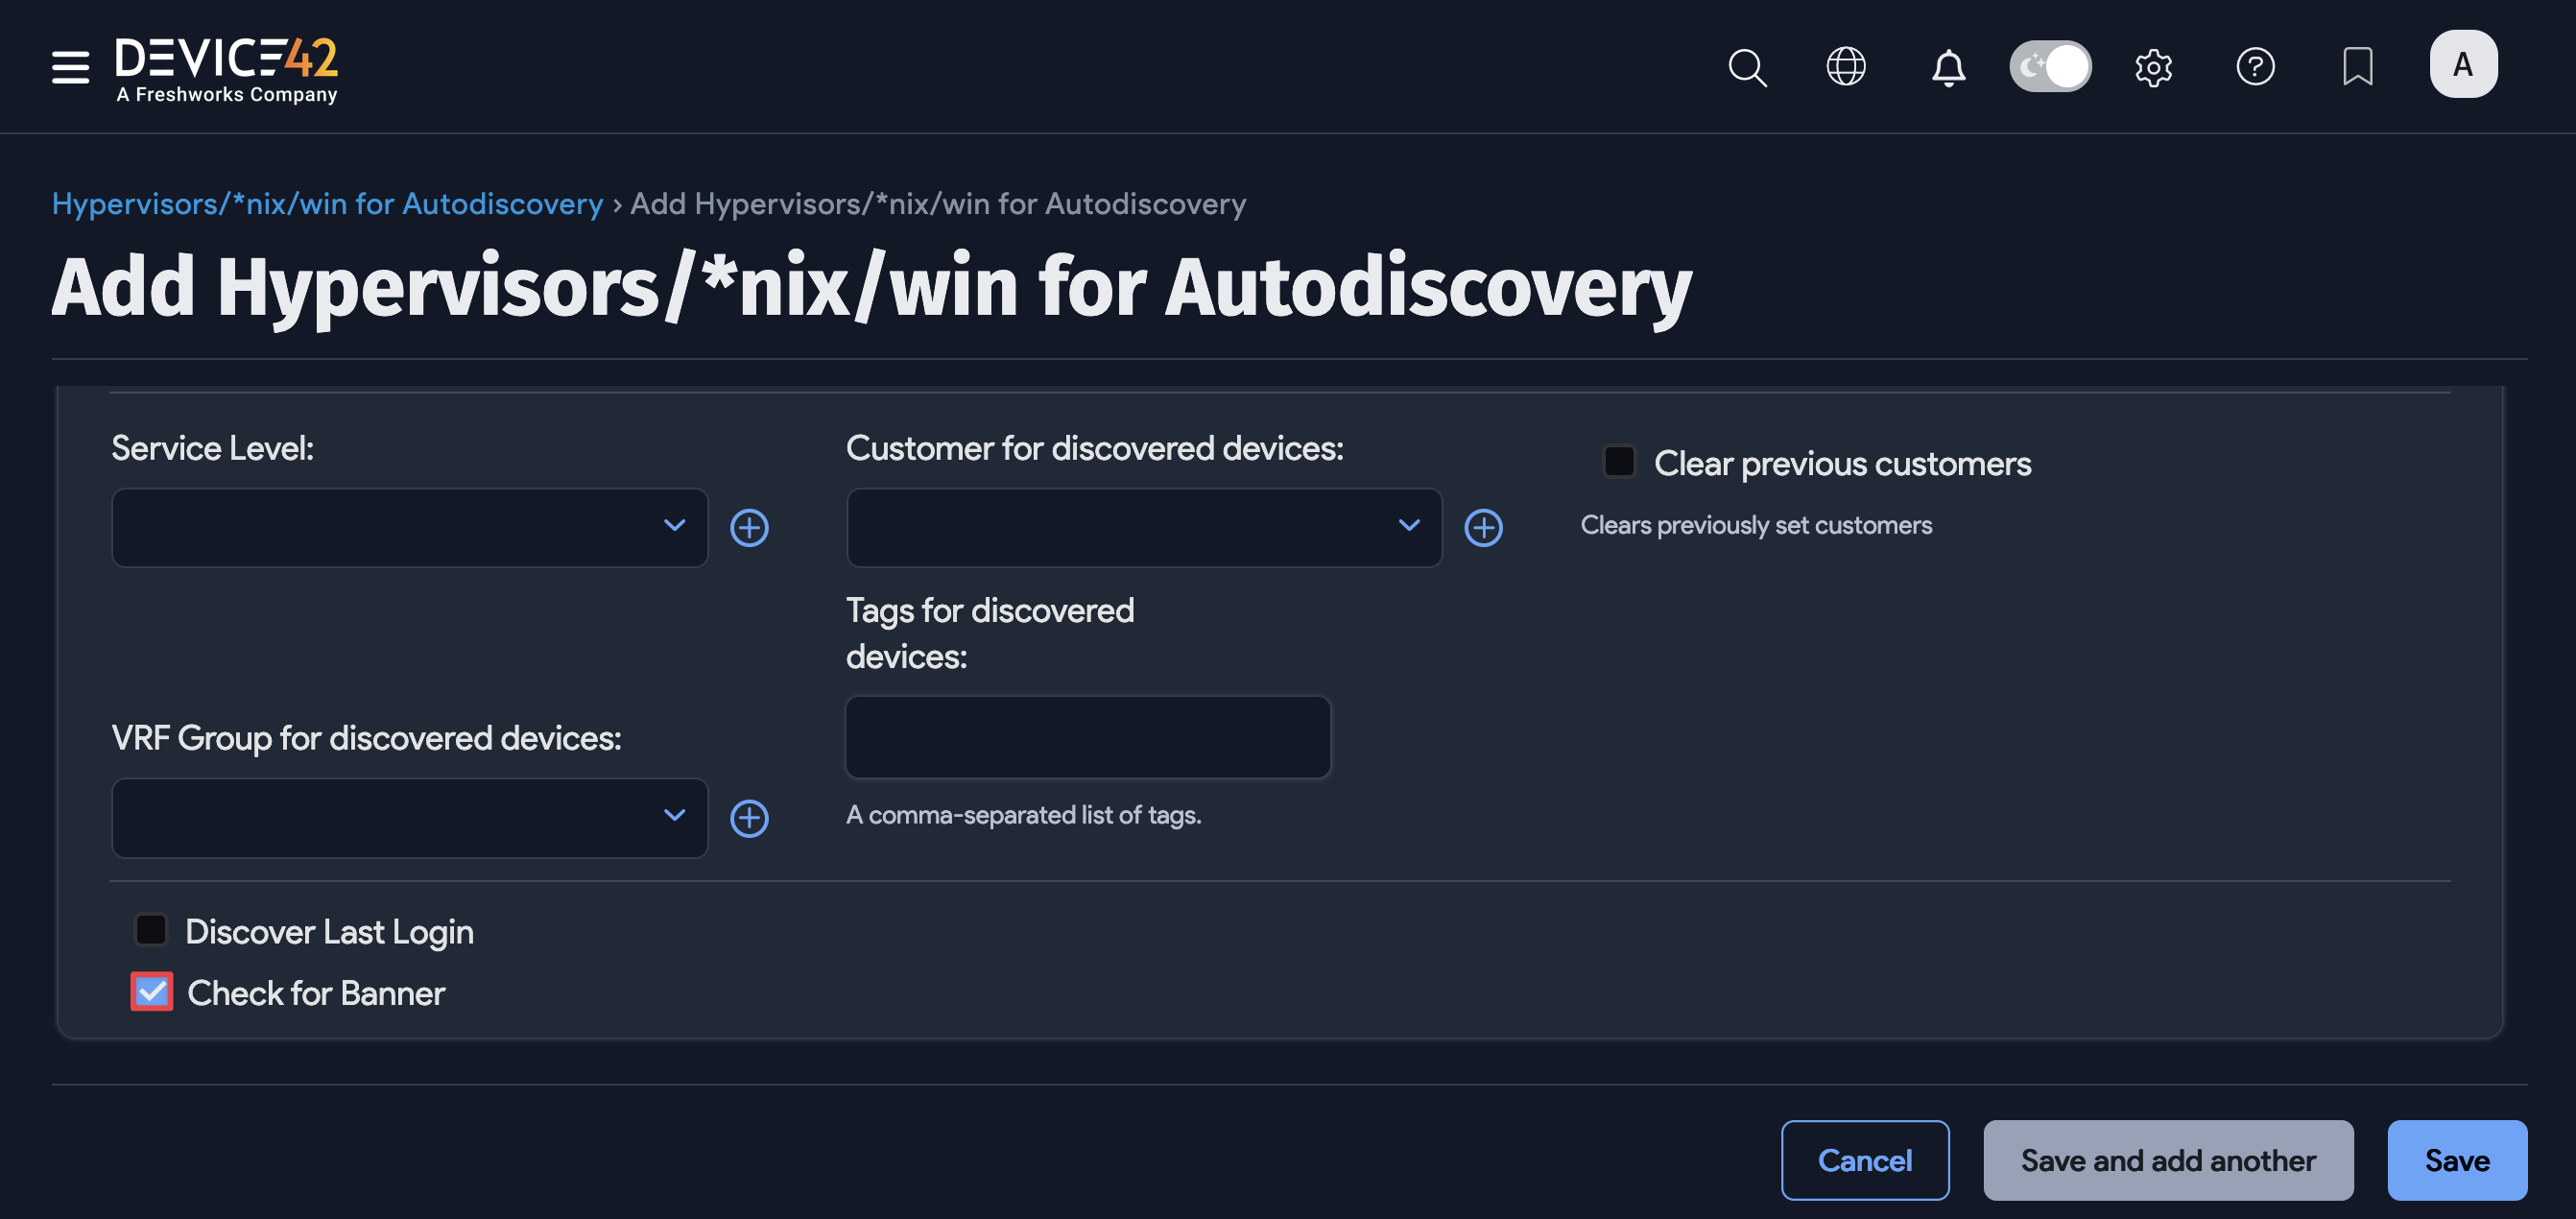 DEVICE42
A Freshworks Company
A
Hypervisors/*nix/win for Autodiscovery › Add Hypervisors/*nix/win for Autodiscovery
Add Hypervisors/*nix/win for Autodiscovery
Service Level:
Customer for discovered devices:
Clear previous customers
Clears previously set customers
Tags for discovered
devices:
VRF Group for discovered devices:
A comma-separated list of tags.
Discover Last Login
Check for Banner
Cancel
Save and add another
Save